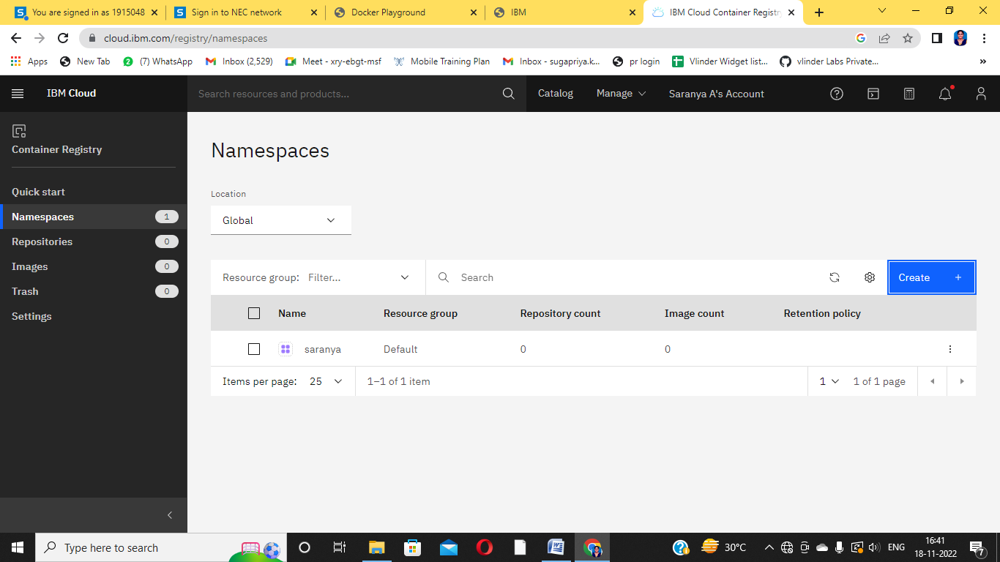 You are signed in as 1915048
Sign in to NEC network
Docker Playground
IBM
IBM Cloud Container Registr
cloud.ibm.com/registry/namespaces
Apps
New Tab
(7) WhatsApp
Inbox (2,529)
Meet - xry-ebgt-msf
Mobile Training Plan
Inbox - sugapriya.k...
pr login
Vlinder Widget list...
vlinder Labs Private...
»
IBM Cloud
Search resources and products...
Catalog
Manage
Saranya A's Account
Container Registry
Quick start
Namespaces 1
Repositories 0
Images 0
Trash 0
Settings
Namespaces
Location
Global
Resource group: Filter...
Search
Create +
Name Resource group Repository count Image count Retention policy
saranya Default 0 0
Items per page: 25
1–1 of 1 item
1
1 of 1 page
Type here to search
30°C
ENG
16:41
18-11-2022
7